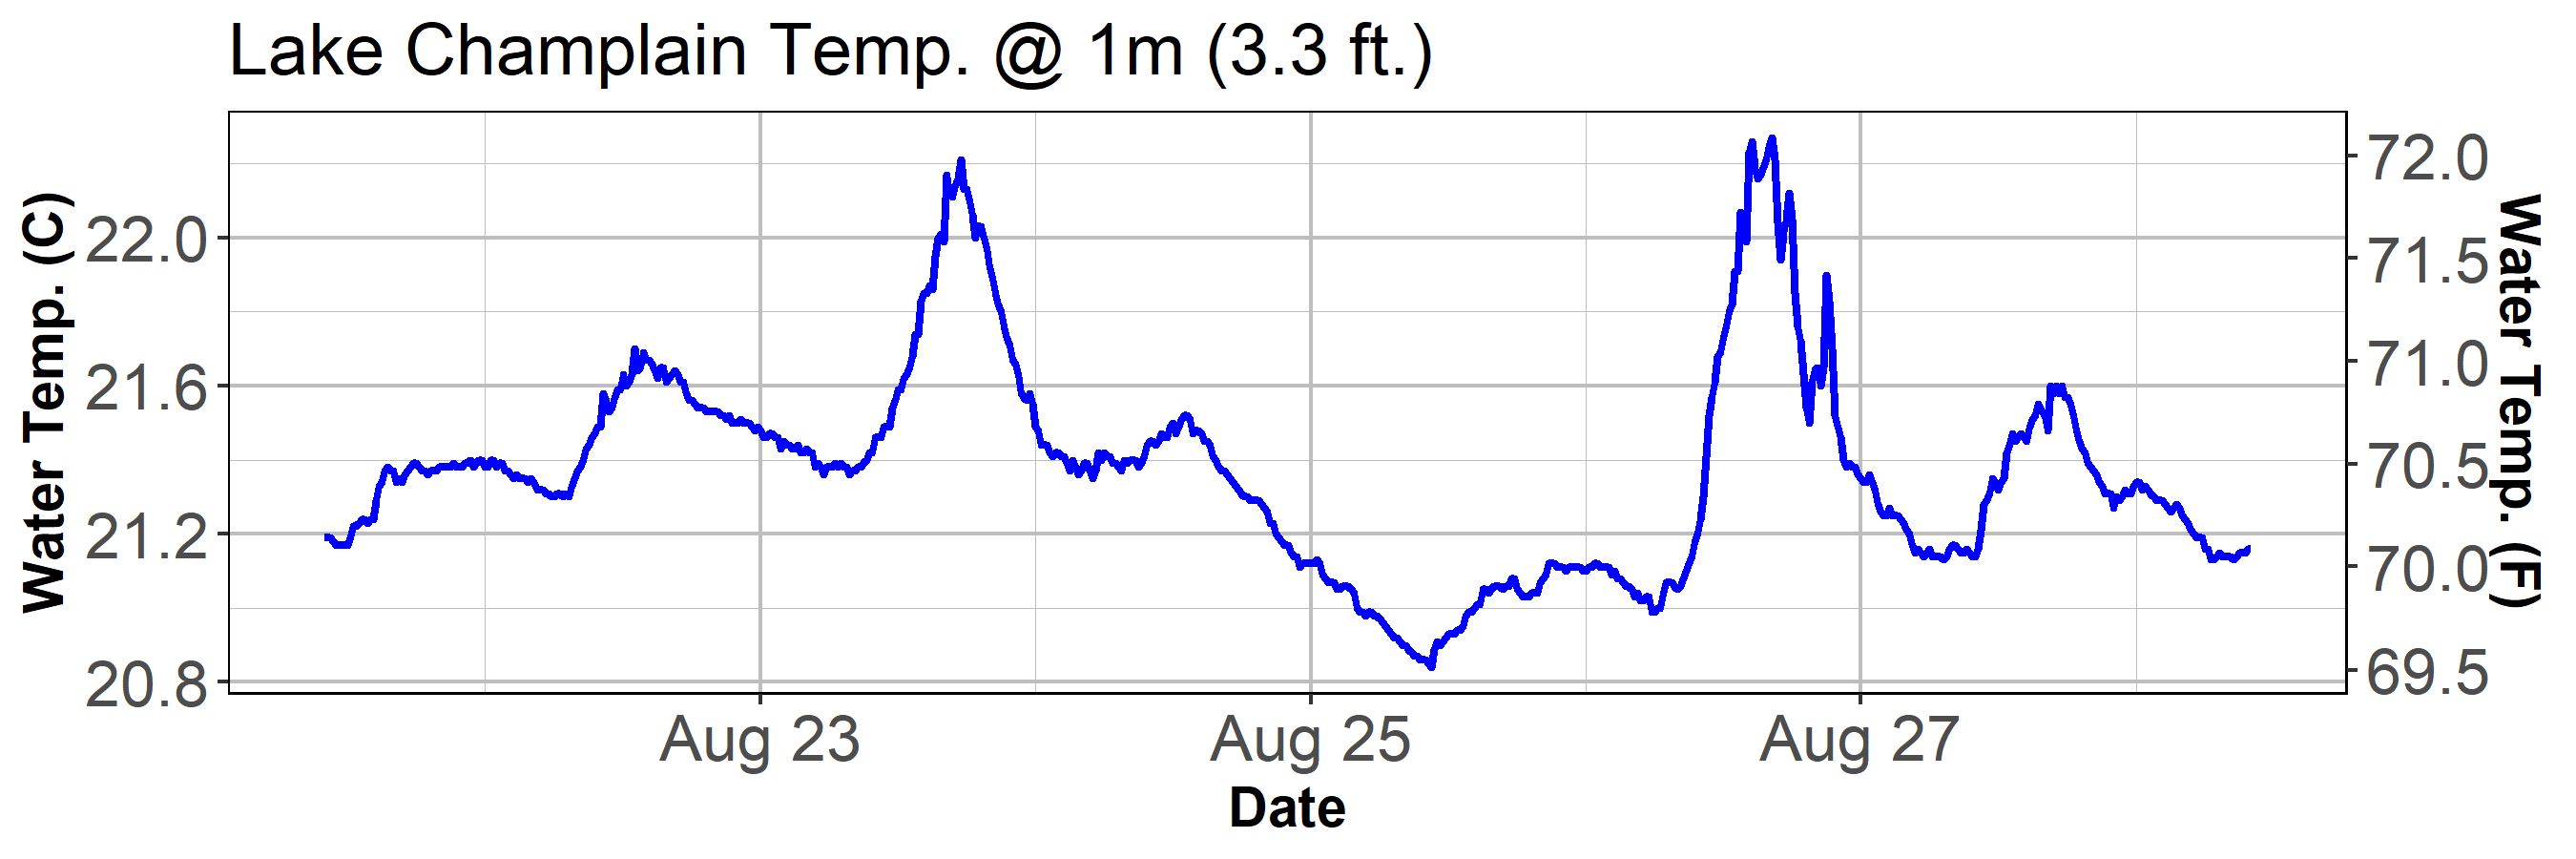 Lake Champlain Temp. @ 1m (3.3 ft.)
Water Temp. (C)
22.0
21.6
21.2
20.8
72.0
71.5
71.0
70.5
70.0
69.5
Water Temp. (F)
Aug 23
Aug 25
Aug 27
Date